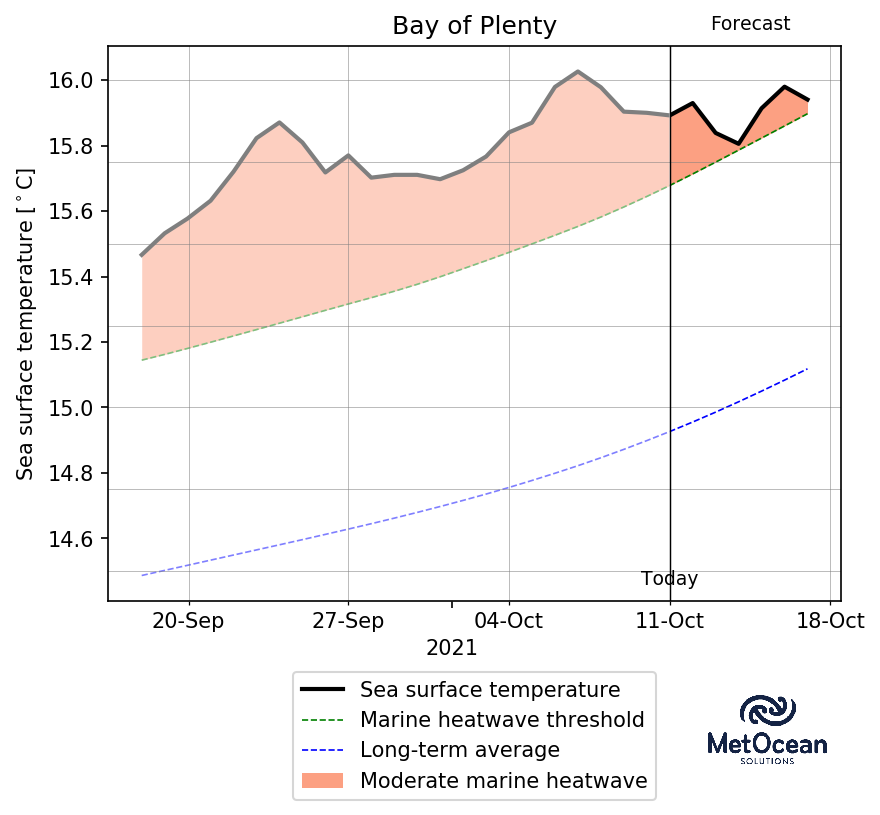 Bay of Plenty
Forecast
Sea surface temperature [°C]
16.0
15.8
15.6
15.4
15.2
15.0
14.8
14.6
Today
20-Sep
27-Sep
04-Oct
11-Oct
18-Oct
2021
Sea surface temperature
Marine heatwave threshold
Long-term average
Moderate marine heatwave
MetOcean
SOLUTIONS